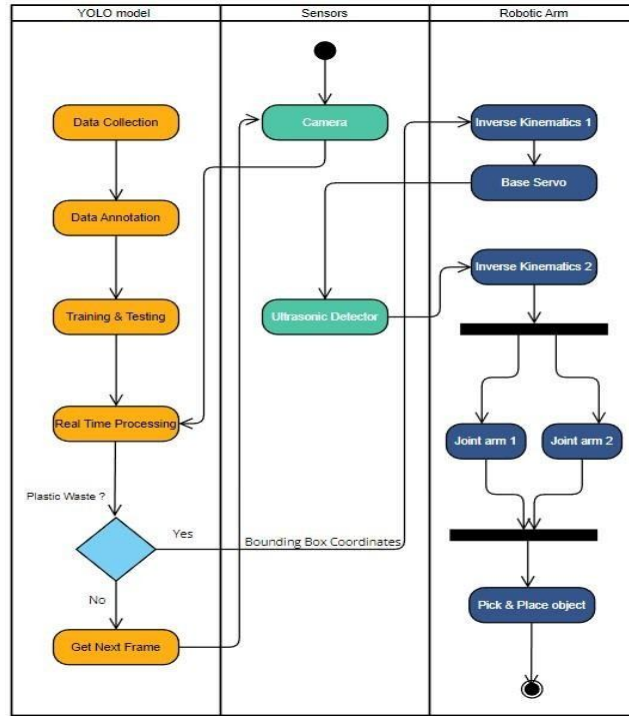 YOLO model
Sensors
Robotic Arm
Data Collection
Camera
Inverse Kinematics 1
Base Servo
Data Annotation
Inverse Kinematics 2
Training & Testing
Ultrasonic Detector
Real Time Processing
Joint arm 1
Joint arm 2
Plastic Waste ?
Yes
Bounding Box Coordinates
No
Pick & Place object
Get Next Frame